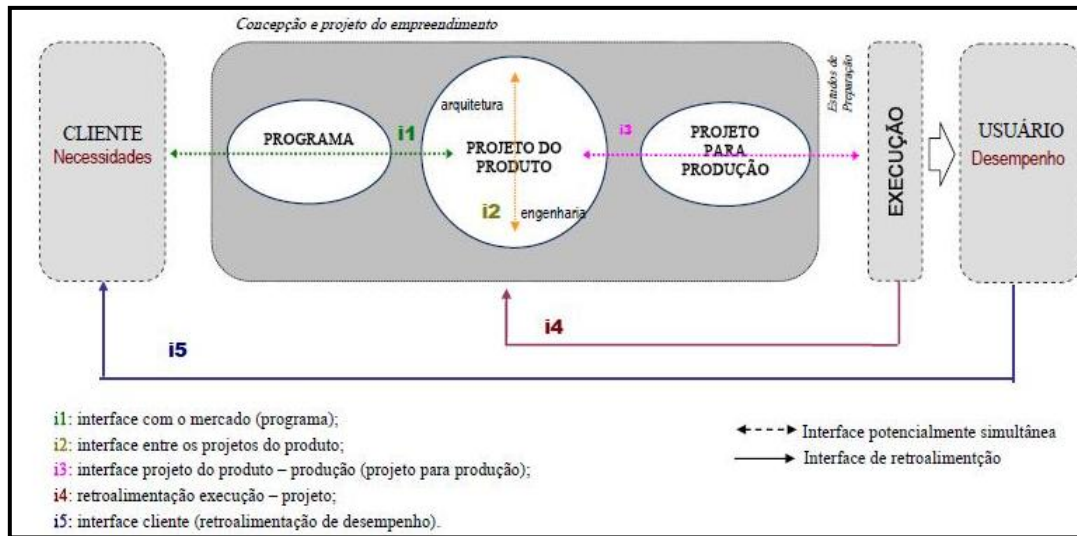 Concepção e projeto do empreendimento
CLIENTE
Necessidades
PROGRAMA
i1
arquitetura
PROJETO DO
PRODUTO
i2
engenharia
i3
PROJETO
PARA
PRODUÇÃO
Estudos de
Preparação
EXECUÇÃO
USUÁRIO
Desempenho
i4
i5
i1: interface com o mercado (programa);
i2: interface entre os projetos do produto;
i3: interface projeto do produto – produção (projeto para produção);
i4: retroalimentação execução – projeto;
i5: interface cliente (retroalimentação de desempenho).
Interface potencialmente simultânea
Interface de retroalimentção